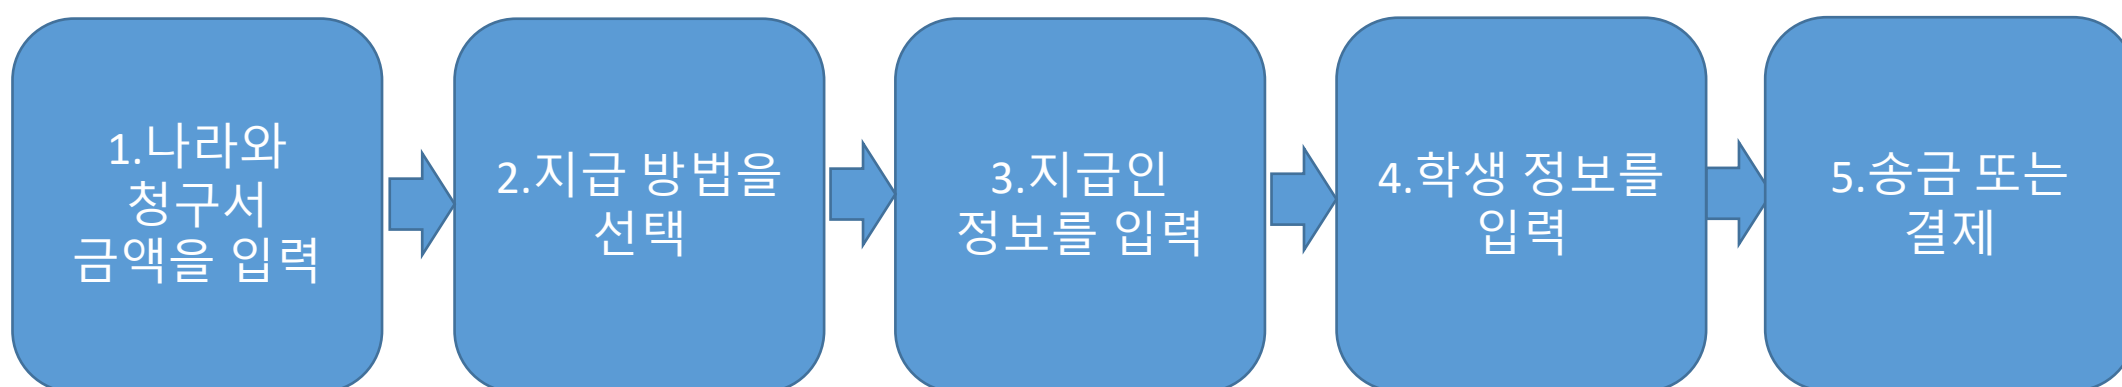 1.나라와
청구서
금액을 입력
2.지급 방법을
선택
3.지급인
정보를 입력
4.학생 정보를
입력
5.송금 또는
결제